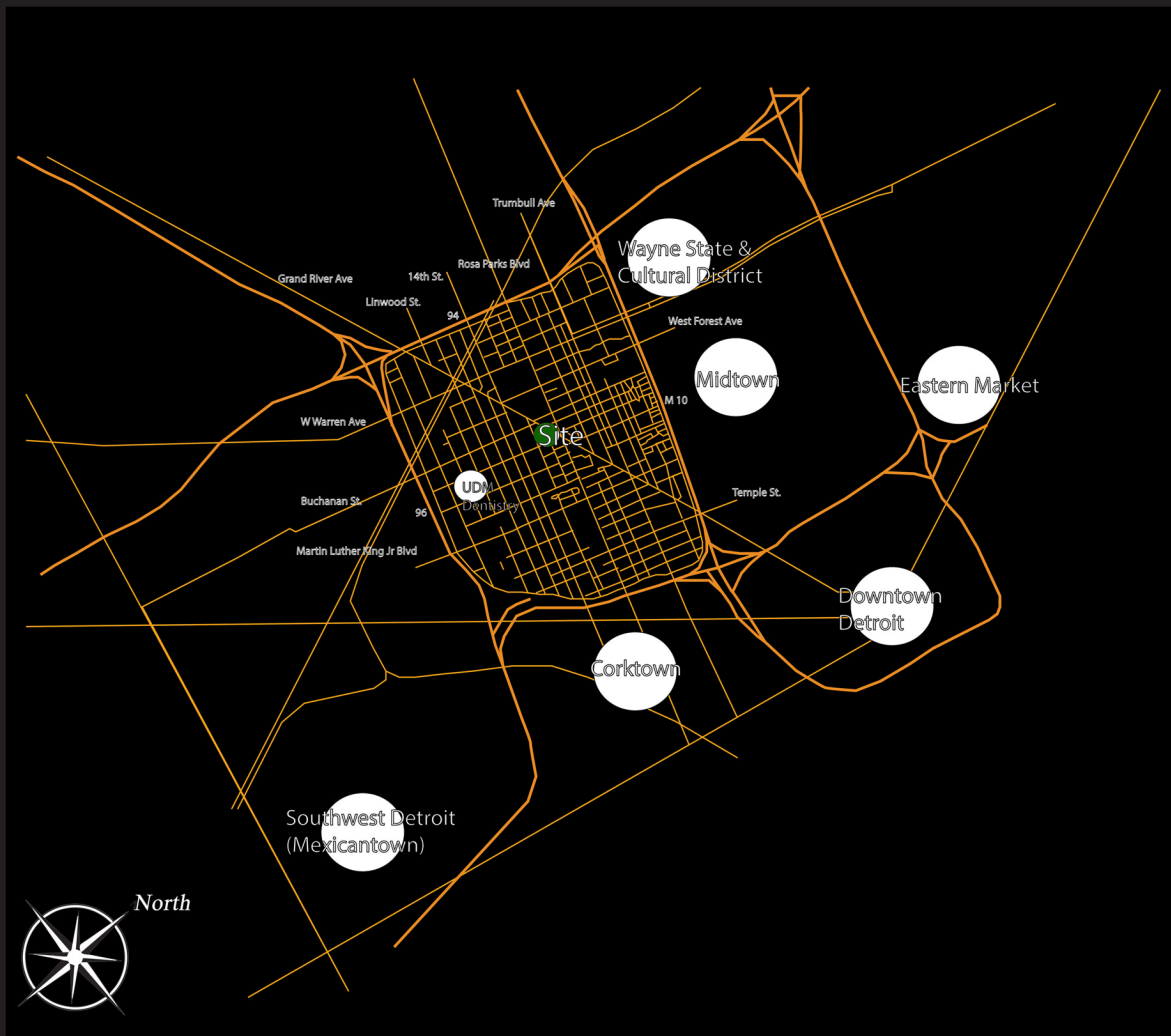 Trumbull Ave
Wayne State &
Cultural District
Rosa Parks Blvd
14th St.
Grand River Ave
Linwood St.
94
West Forest Ave
Midtown
Eastern Market
M 10
W Warren Ave
Site
UDM
Dentistry
Temple St.
Buchanan St.
96
Martin Luther King Jr Blvd
Downtown
Detroit
Corktown
Southwest Detroit
(Mexicantown)
North